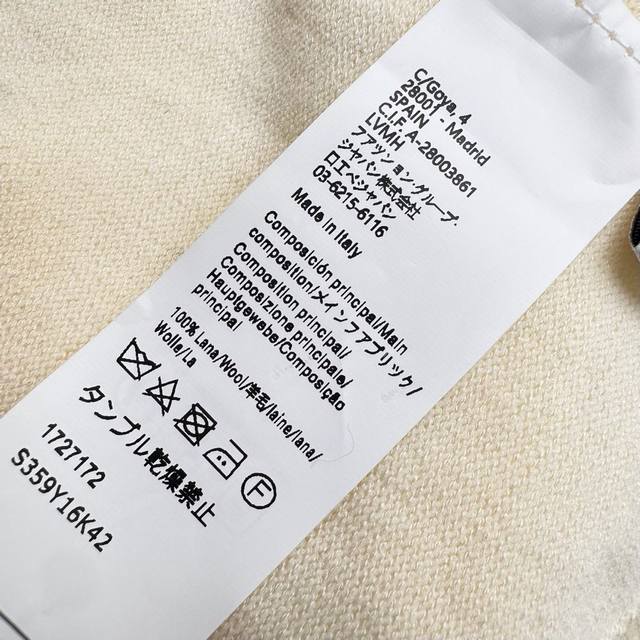 C/Goya, 4
28001 - Madrid
SPAIN
C.I.F. A-28003861
LVMH
ファッショングループ.
ジャパン株式会社
ロエベジャパン
03-6215-6116
Made in Italy
Composición principal/Main
composition/メインファブリック/
Composition principal/
Hauptgewebe/Composição
Composizione principale/
principal
100% Lana/Wool/羊毛/laine/lana/
Wolle/Lã
F
タンブル乾燥禁止
1727172
S359Y16K42